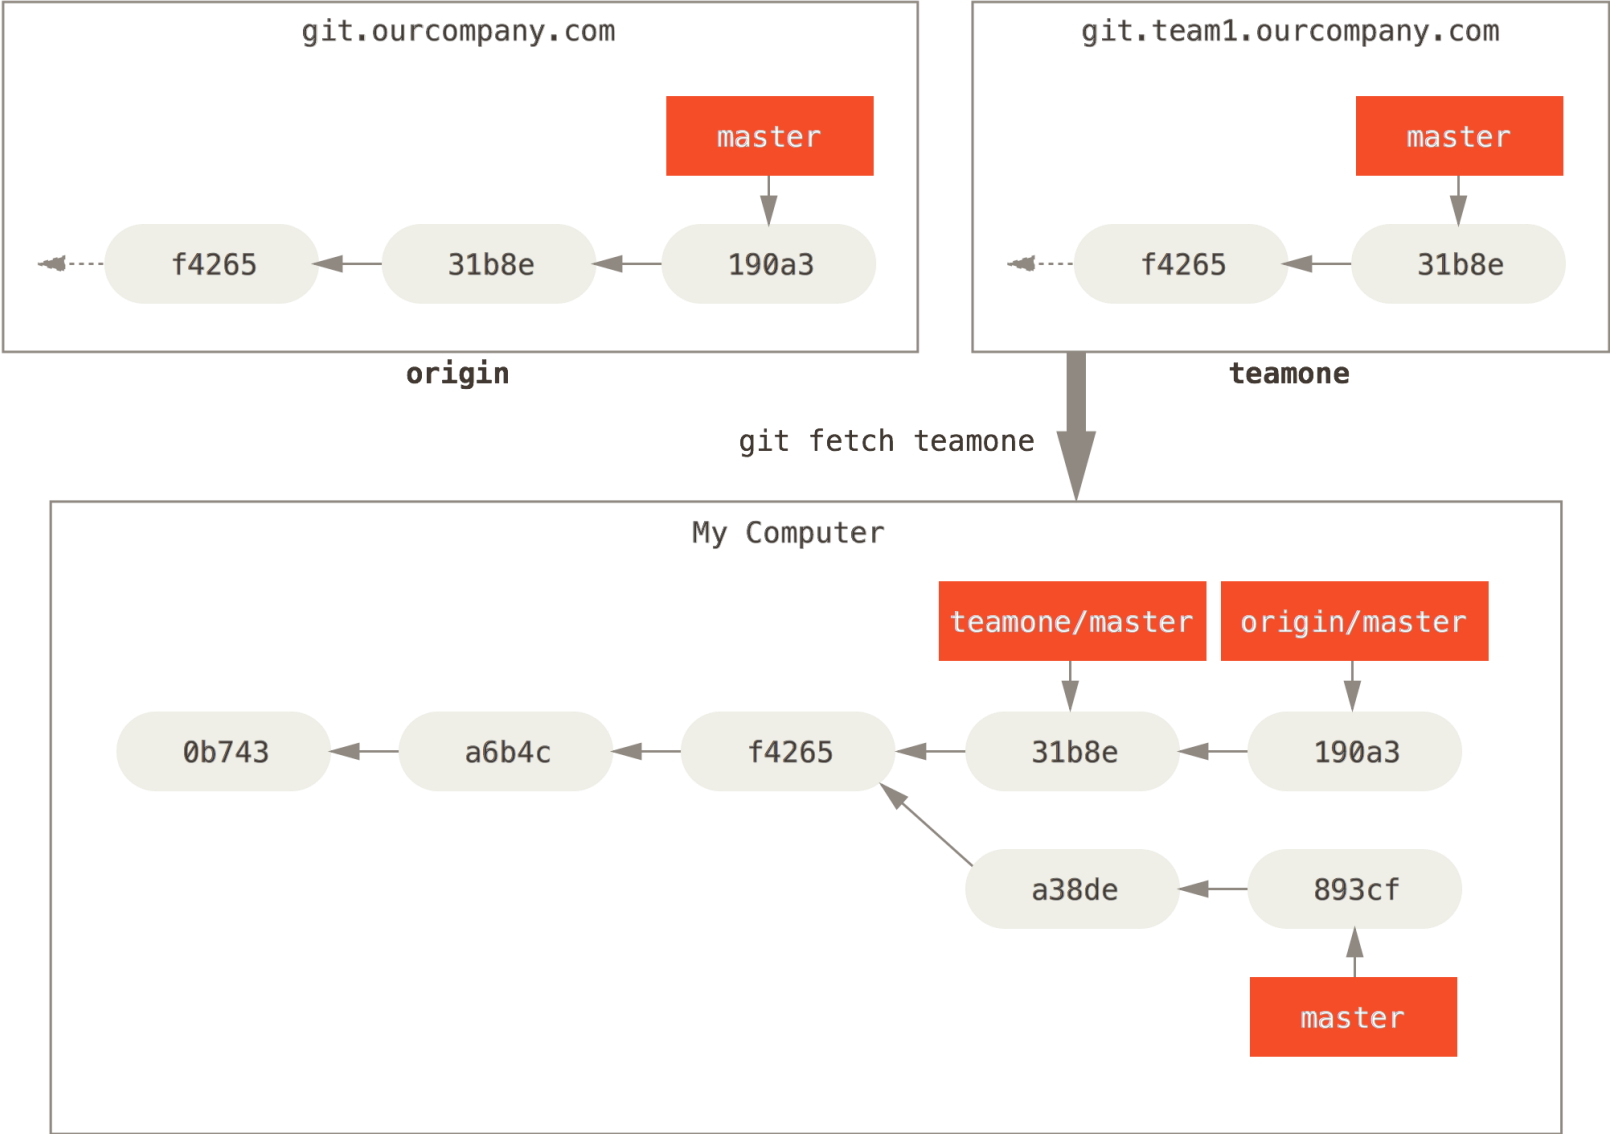 git.ourcompany.com
master
f4265
31b8e
190a3
origin
git.team1.ourcompany.com
master
f4265
31b8e
teamone
git fetch teamone
My Computer
teamone/master
origin/master
0b743
a6b4c
f4265
31b8e
190a3
a38de
893cf
master